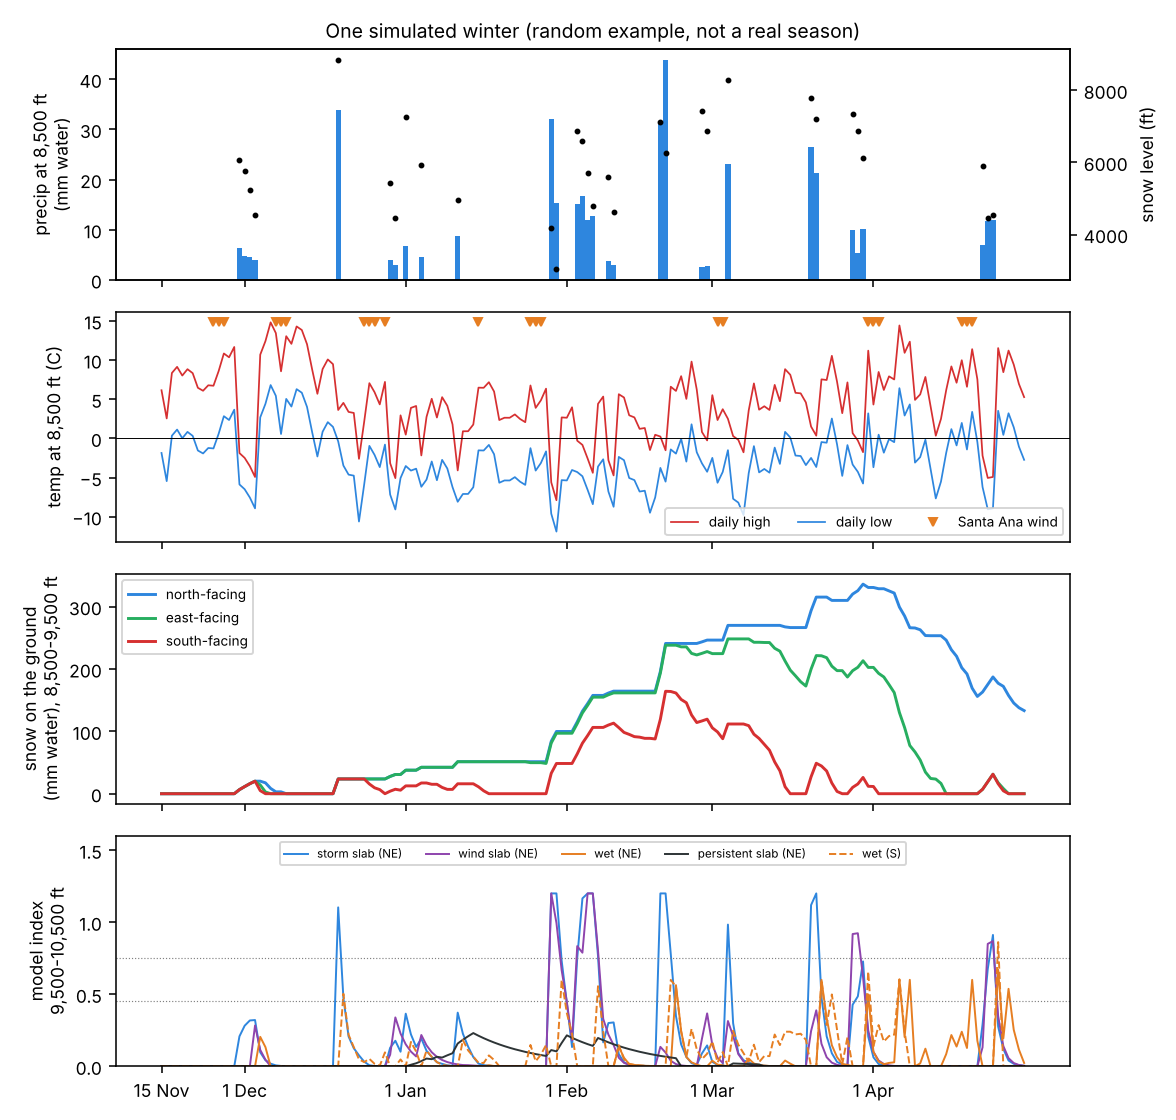 One simulated winter (random example, not a real season)
precip at 8,500 ft
(mm water)
40
30
20
10
0
8000
6000
4000
snow level (ft)
temp at 8,500 ft (C)
15
10
5
0
−5
−10
daily high
daily low
Santa Ana wind
snow on the ground
(mm water), 8,500-9,500 ft
300
200
100
0
north-facing
east-facing
south-facing
model index
9,500-10,500 ft
1.5
1.0
0.5
0.0
storm slab (NE)
wind slab (NE)
wet (NE)
persistent slab (NE)
wet (S)
15 Nov
1 Dec
1 Jan
1 Feb
1 Mar
1 Apr